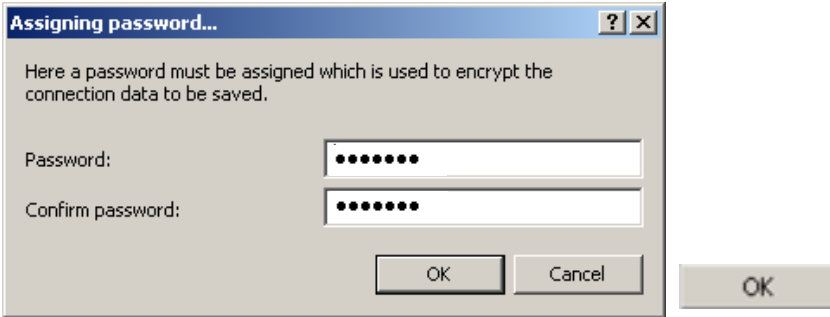 Assigning password...
Here a password must be assigned which is used to encrypt the
connection data to be saved.
Password: •••••••
Confirm password: •••••••
OK Cancel
OK